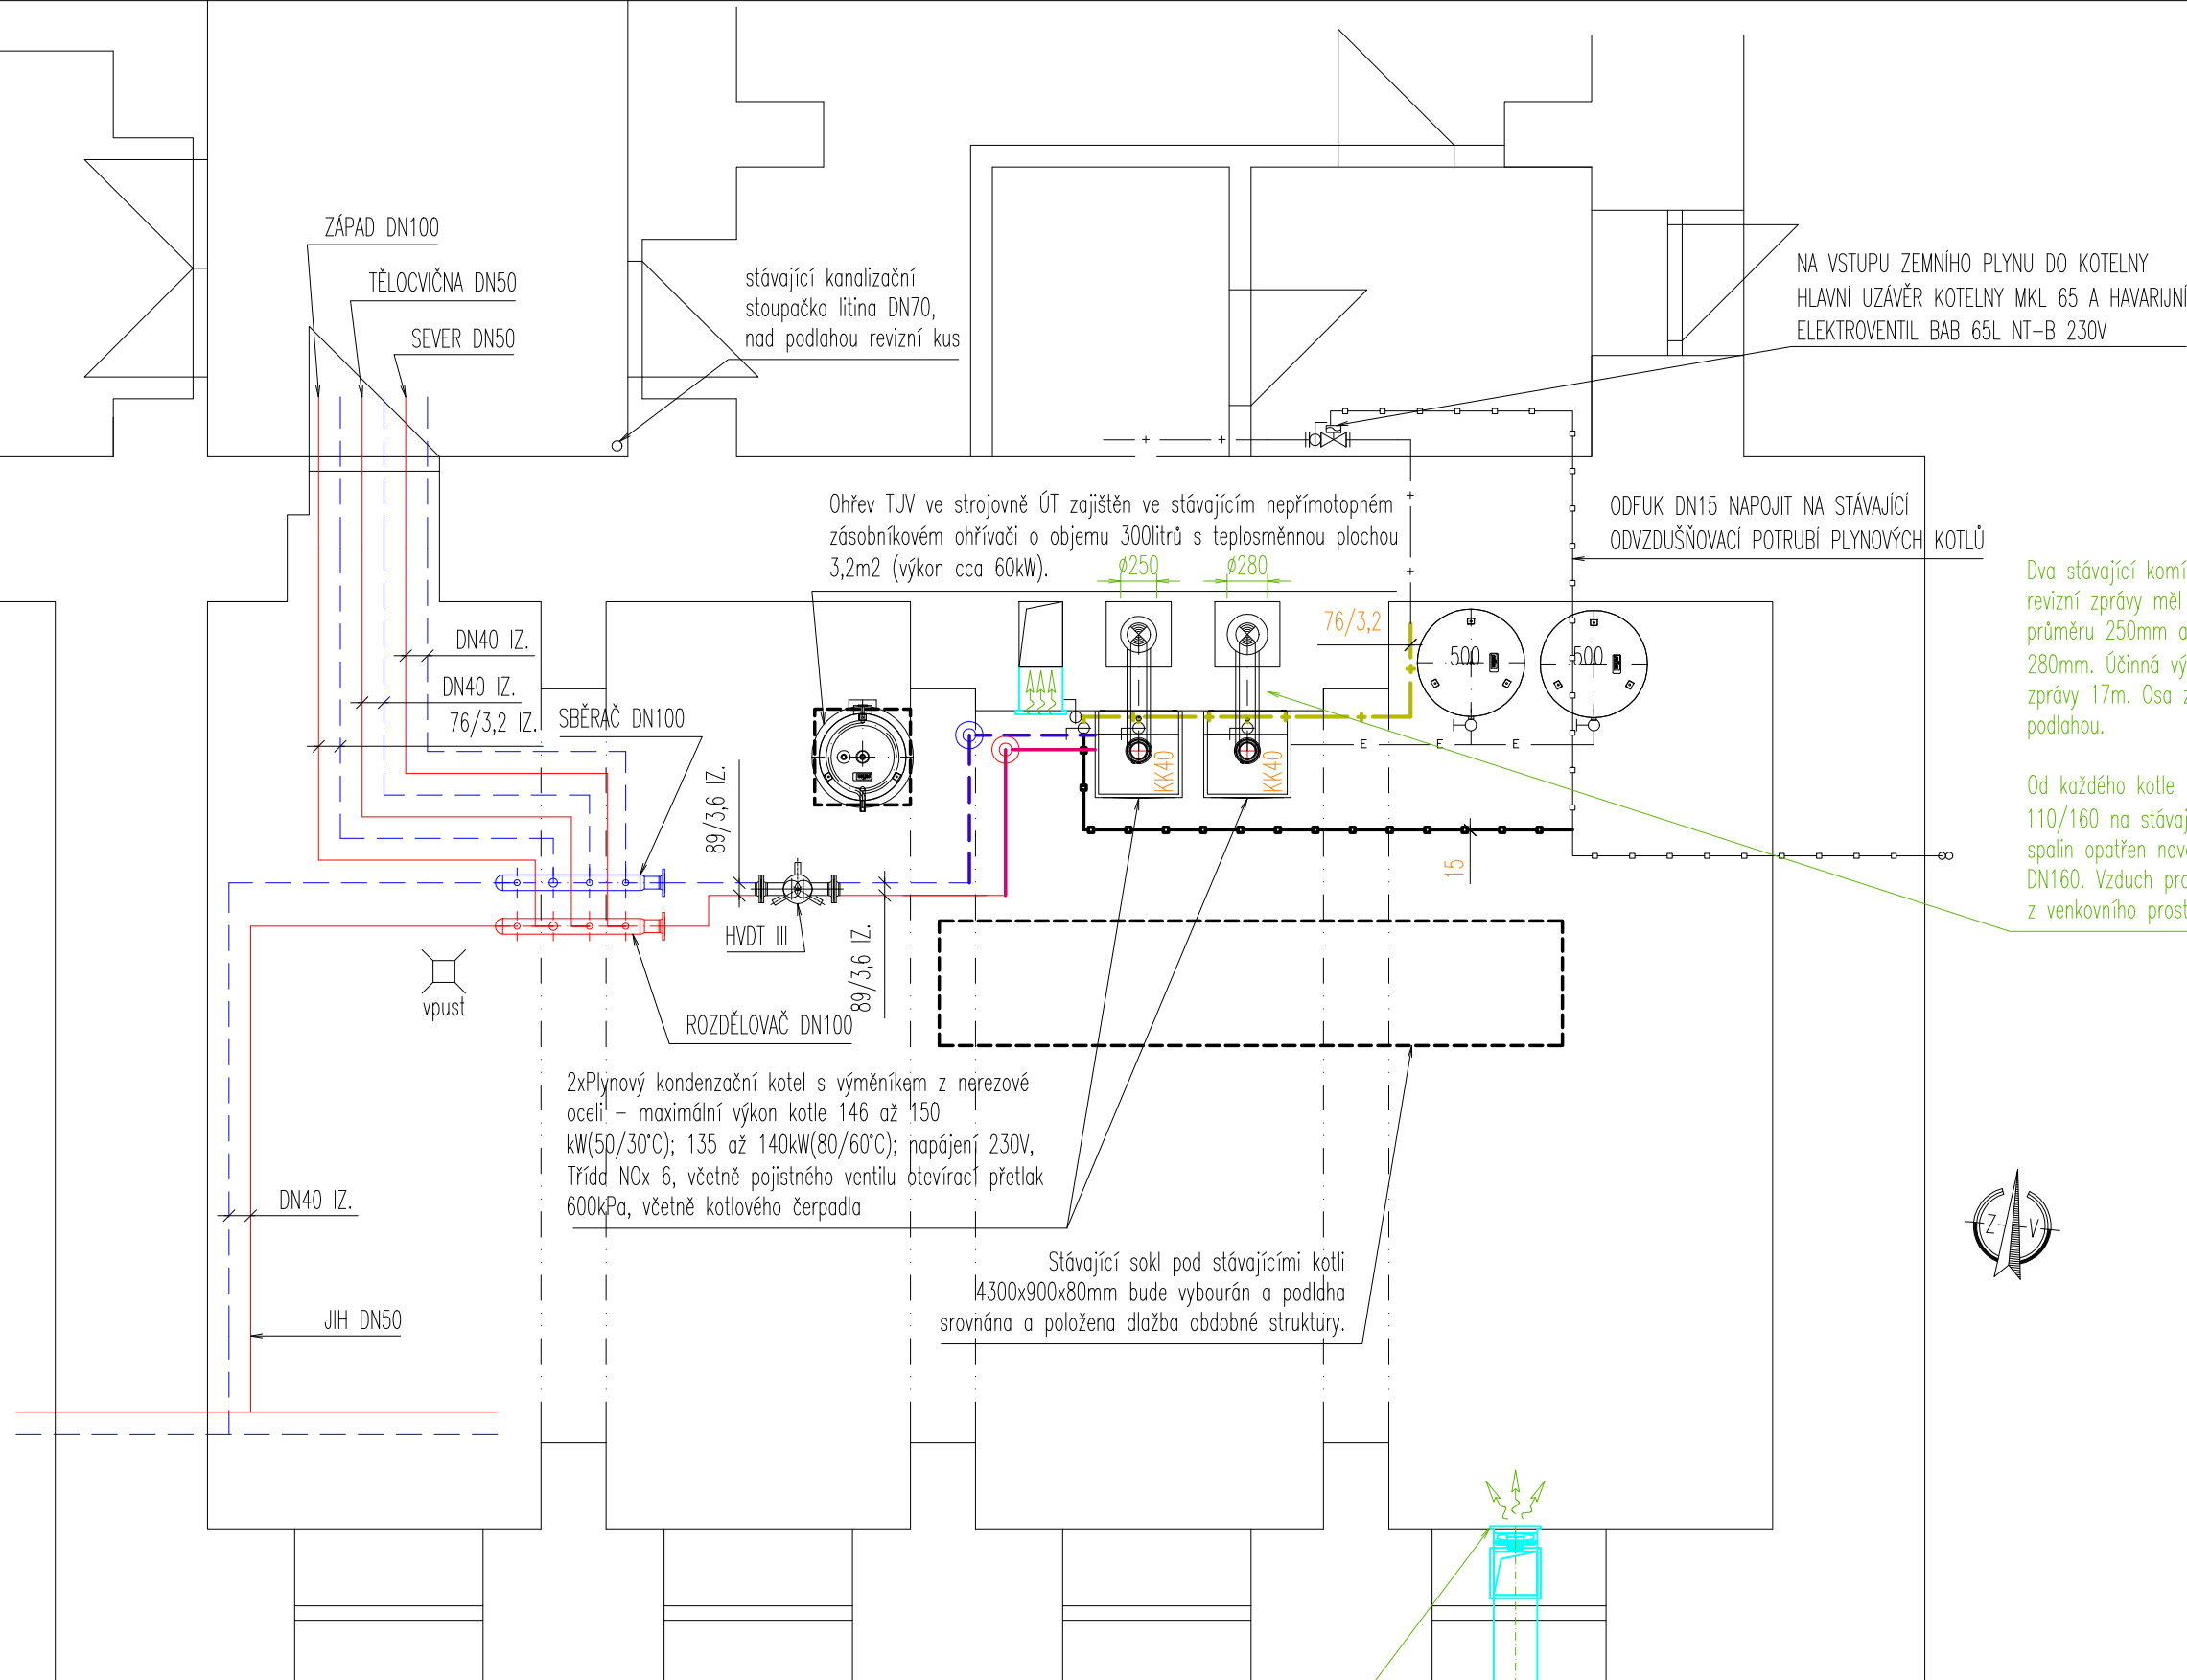 ZÁPAD DN100
TĚLOCVIČNA DN50
SEVER DN50
stávající kanalizační
stoupačka litina DN70,
nad podlahou revizní kus
NA VSTUPU ZEMNÍHO PLYNU DO KOTELNY
HLAVNÍ UZÁVĚR KOTELNY MKL 65 A HAVARIJNÍ
ELEKTROVENTIL BAB 65L NT-B 230V
Ohřev TUV ve strojovně ÚT zajištěn ve stávajícím nepřímotopném
zásobníkovém ohřívači o objemu 300litrů s teplosměnnou plochou
3,2m2 (výkon cca 60kW).
ø250
ø280
ODFUK DN15 NAPOJIT NA STÁVAJÍCÍ
ODVZDUŠŇOVACÍ POTRUBÍ PLYNOVÝCH KOTLŮ
76/3,2
500
500
Dva stávající komí
revizní zprávy měl
průměru 250mm a
280mm. Účinná vý
zprávy 17m. Osa z
podlahou.
Od každého kotle
110/160 na stávaj
spalin opatřen nov
DN160. Vzduch pro
z venkovního prost
DN40 IZ.
DN40 IZ.
76/3,2 IZ.
SBĚRAČ DN100
89/3,6 IZ.
KK40
KK40
E
E
E
15
HVDT III
89/3,6 IZ.
vpust
ROZDĚLOVAČ DN100
2xPlynový kondenzační kotel s výměníkem z nerezové
oceli – maximální výkon kotle 146 až 150
kW(50/30°C); 135 až 140kW(80/60°C); napájení 230V,
Třída NOx 6, včetně pojistného ventilu otevírací přetlak
600kPa, včetně kotlového čerpadla
DN40 IZ.
Z
V
Stávající sokl pod stávajícími kotli
4300x900x80mm bude vybourán a podlaha
srovnána a položena dlažba obdobné struktury.
JIH DN50